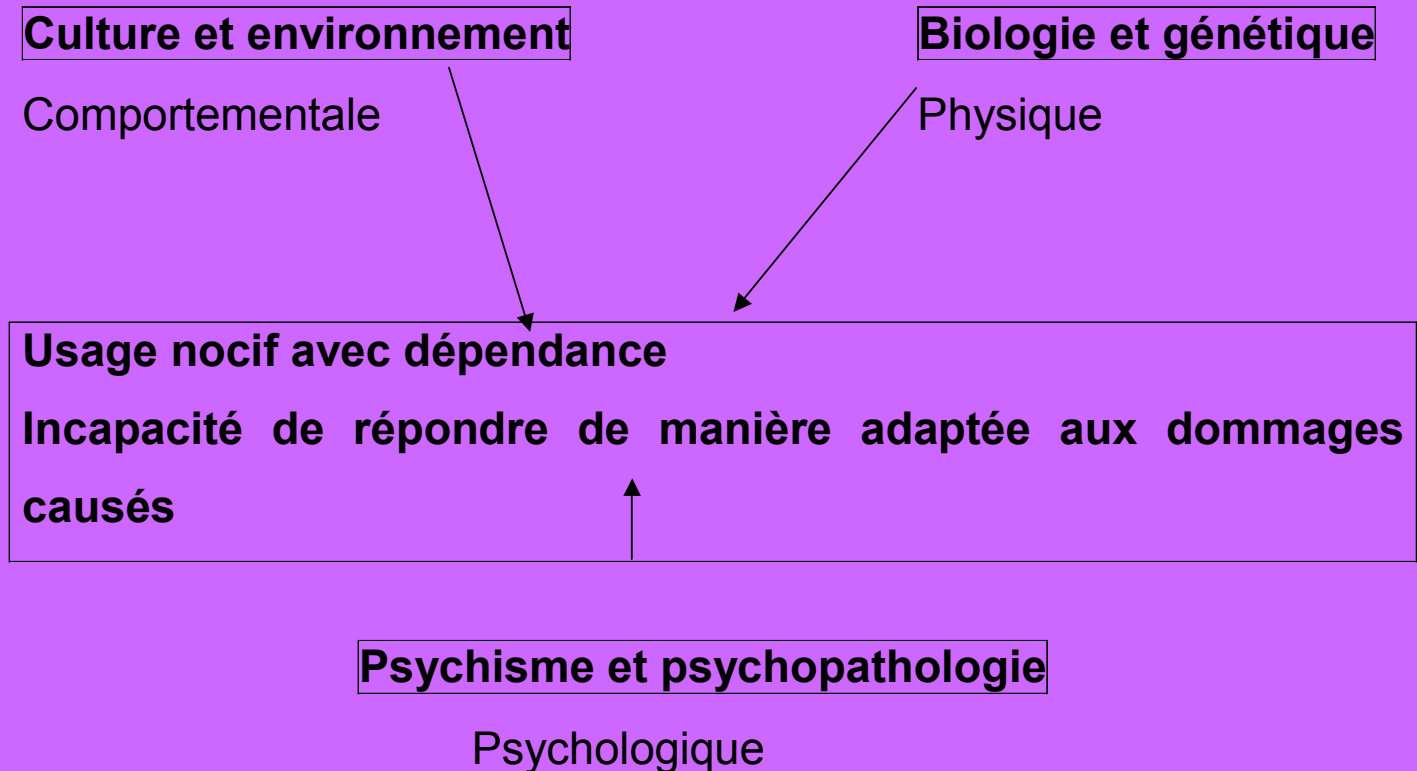 Culture et environnement
Biologie et génétique
Comportementale
Physique
Usage nocif avec dépendance
Incapacité de répondre de manière adaptée aux dommages
causés
Psychisme et psychopathologie
Psychologique